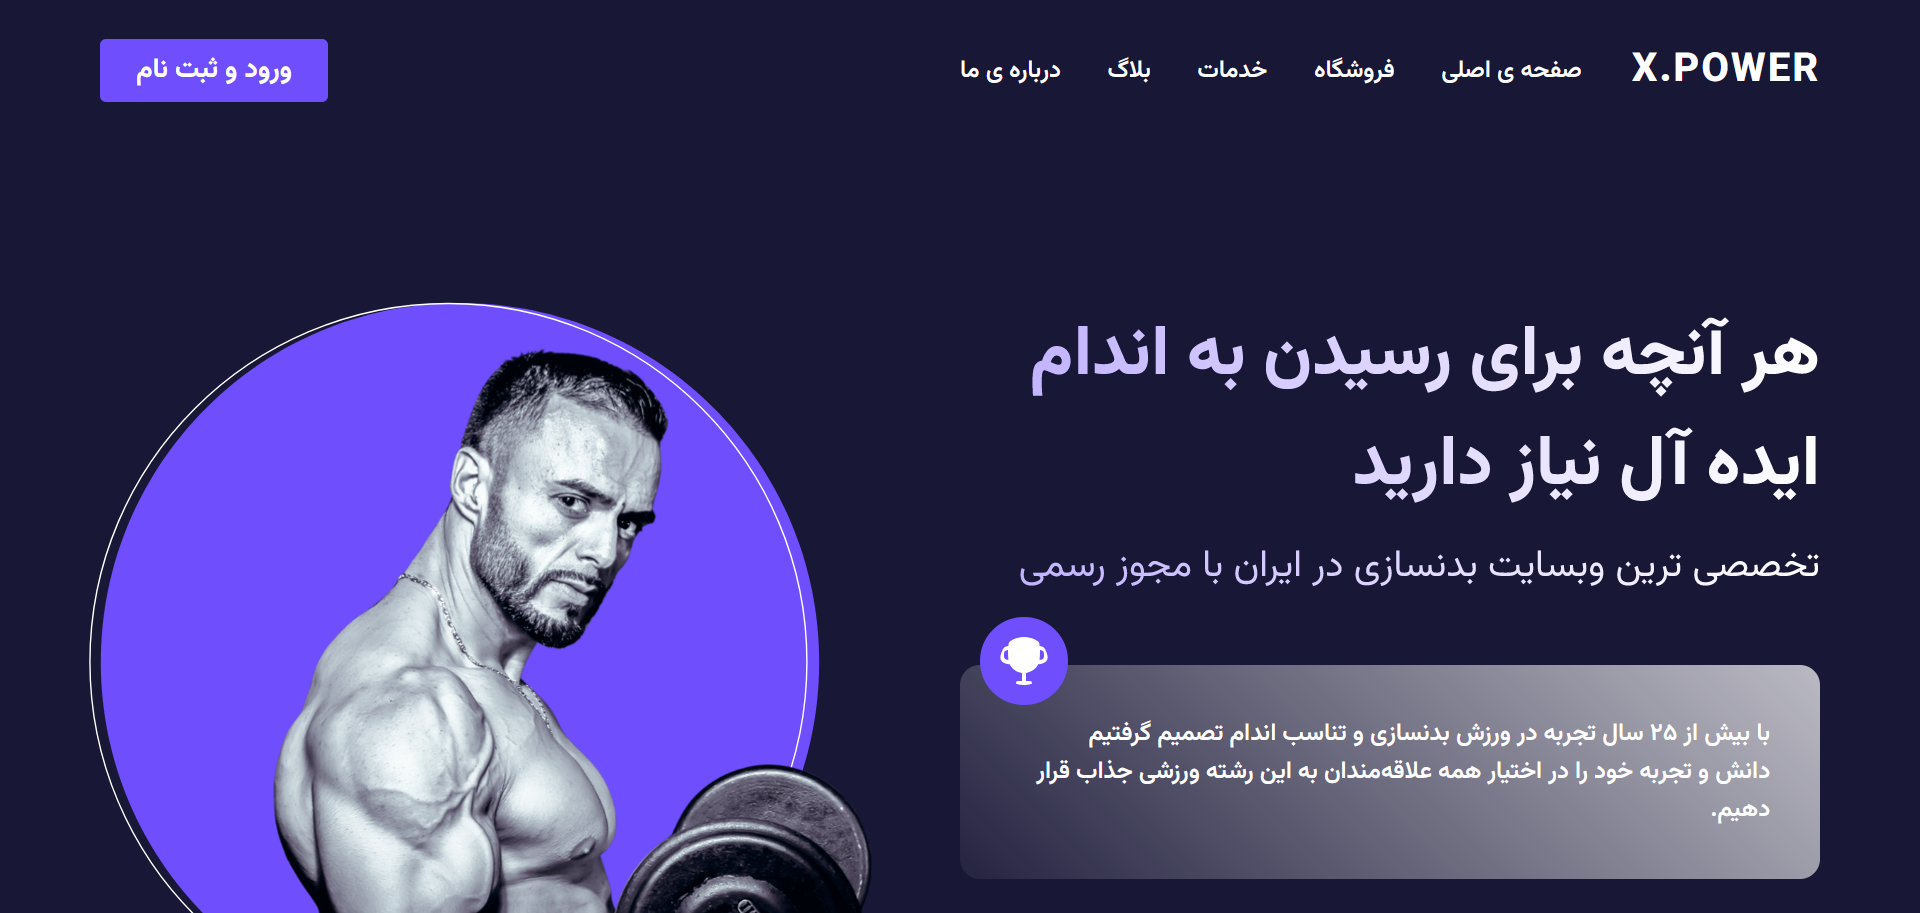 X.POWER
صفحه ی اصلی
فروشگاه
خدمات
بلاگ
درباره ی ما
ورود و ثبت نام
هر آنچه برای رسیدن به اندام
ایده آل نیاز دارید
تخصصی ترین وبسایت بدنسازی در ایران با مجوز رسمی
با بیش از ۲۵ سال تجربه در ورزش بدنسازی و تناسب اندام تصمیم گرفتیم
دانش و تجربه خود را در اختیار همه علاقه‌مندان به این رشته ورزشی جذاب قرار
دهیم.